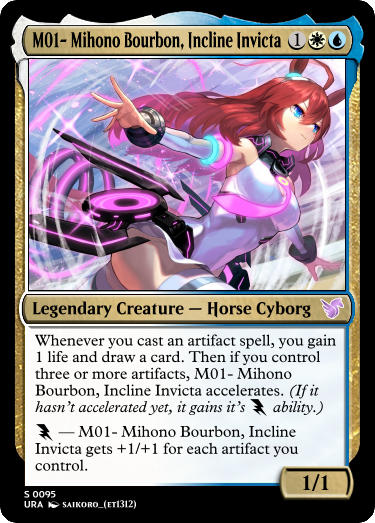 M01- Mihono Bourbon, Incline Invicta 1
Legendary Creature — Horse Cyborg
Whenever you cast an artifact spell, you gain
1 life and draw a card. Then if you control
three or more artifacts, M01- Mihono
Bourbon, Incline Invicta accelerates. (If it
hasn't accelerated yet, it gains it's ability.)
— M01- Mihono Bourbon, Incline
Invicta gets +1/+1 for each artifact you
control.
1/1
S 0095
URA SAIKORO_(ET1312)